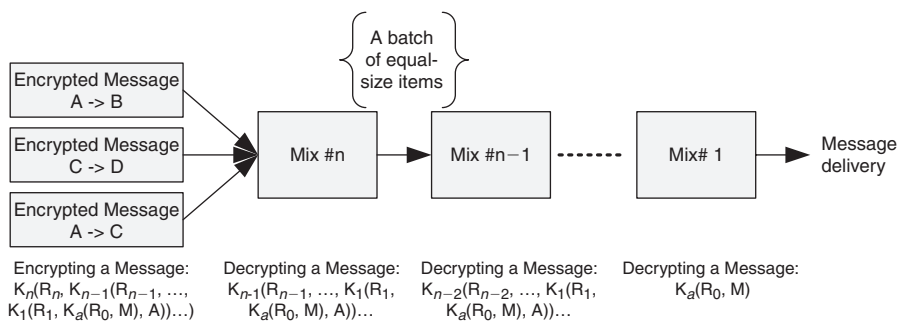 A batch
of equal-
size items
Encrypted Message
A -> B
Encrypted Message
C -> D
Encrypted Message
A -> C
Mix #n
Mix #n−1
Mix# 1
Message
delivery
Encrypting a Message:
Kn(Rn, Kn−1(Rn−1, …,
K1(R1, Ka(R0, M), A))…)
Decrypting a Message:
Kn-1(Rn−1, …, K1(R1,
Ka(R0, M), A))…
Decrypting a Message:
Kn−2(Rn−2, …, K1(R1,
Ka(R0, M), A))…
Decrypting a Message:
Ka(R0, M)